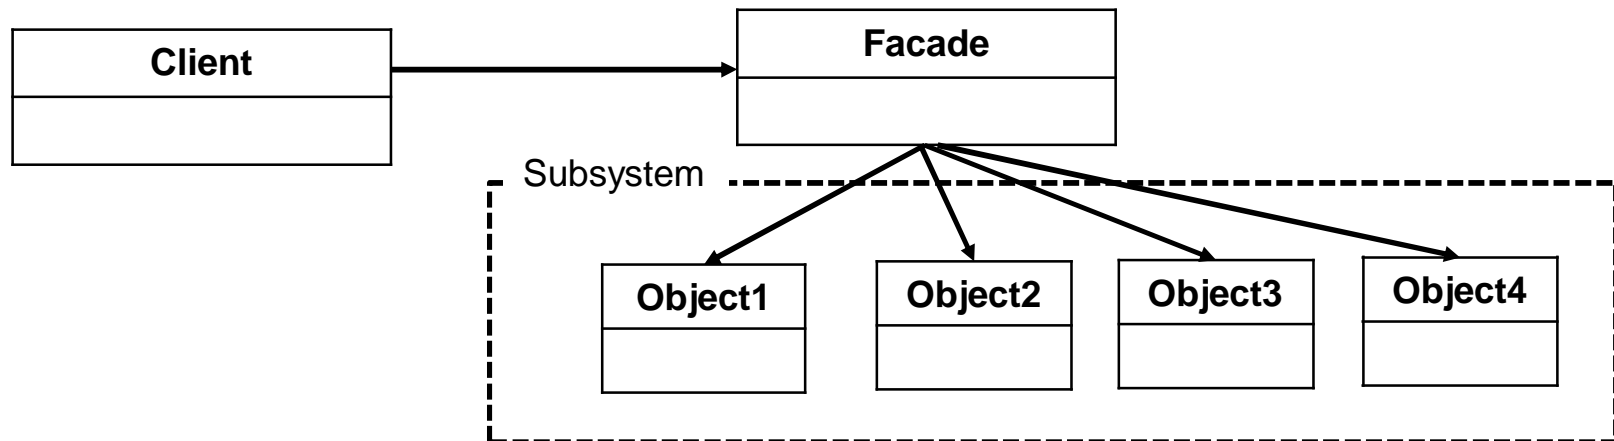 Client
Facade
Subsystem
Object1
Object2
Object3
Object4